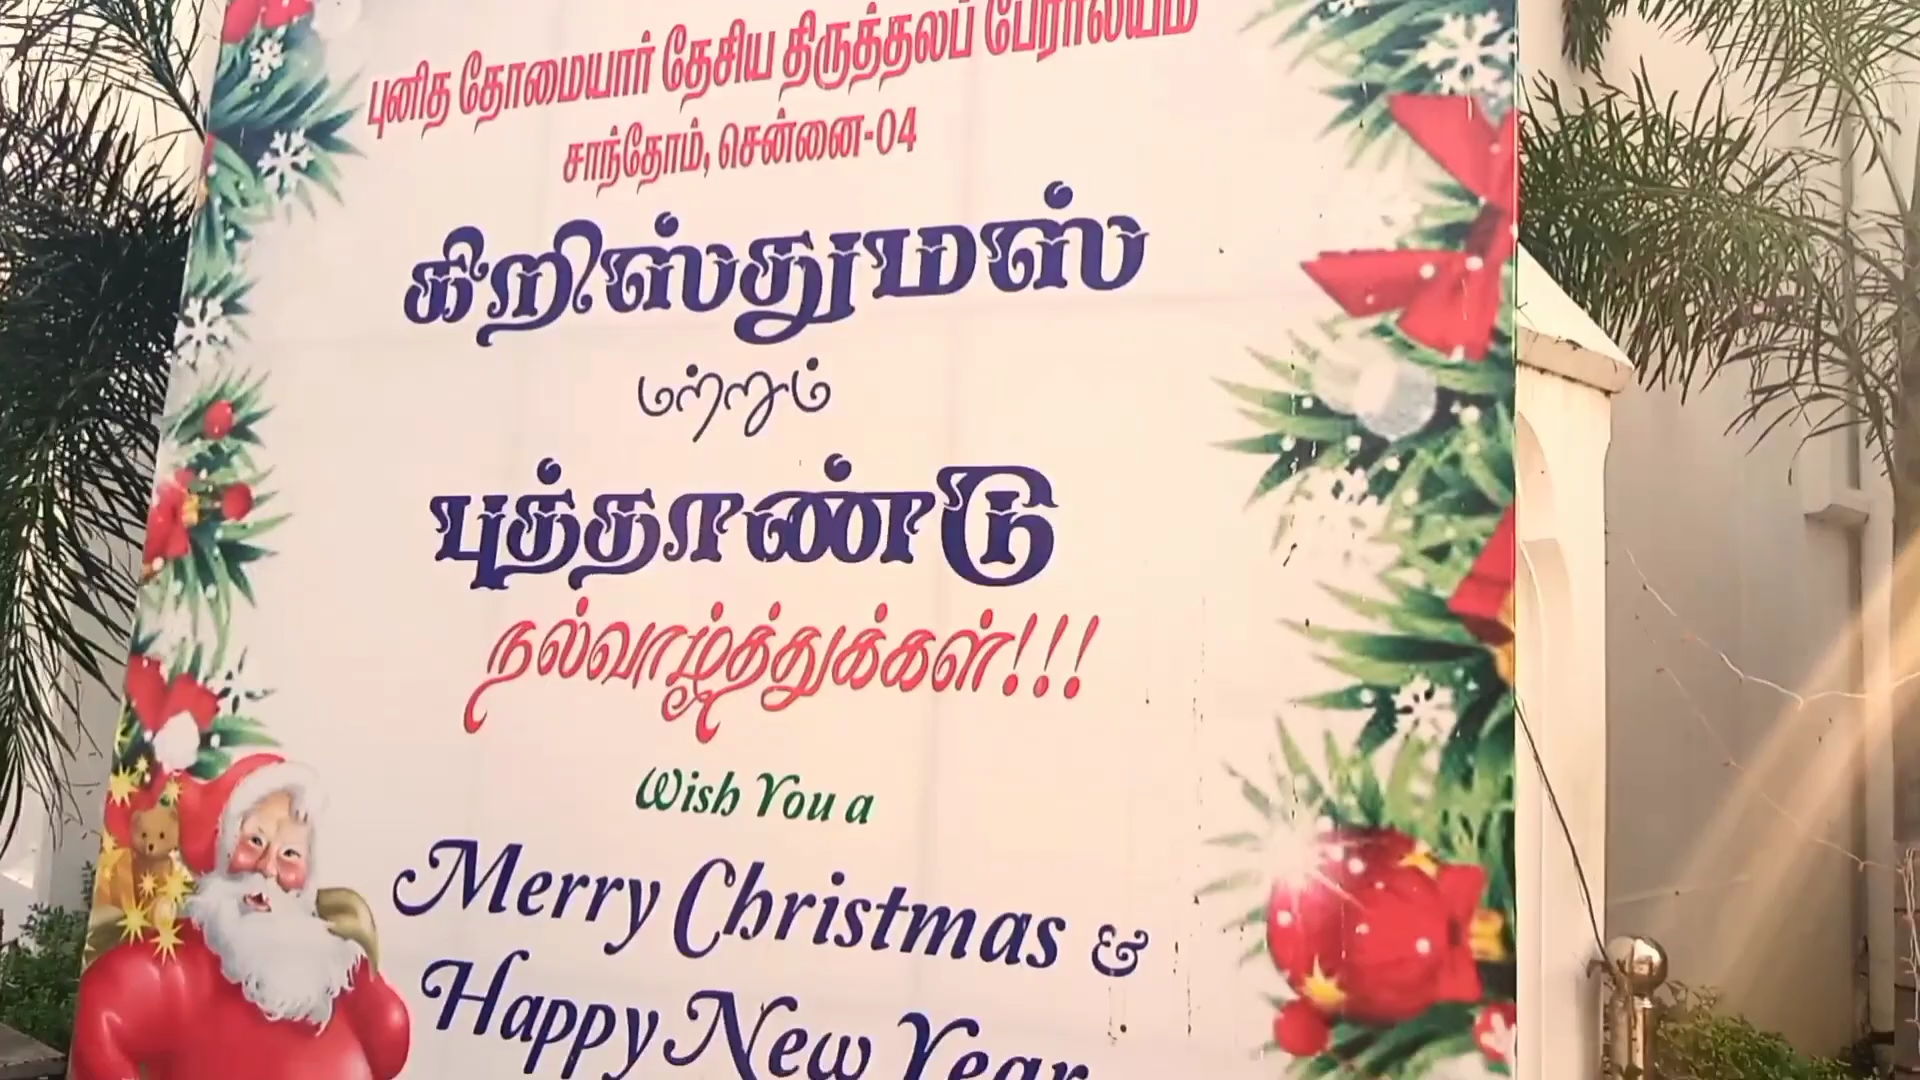 புனித தோமையார் தேசிய திருத்தலப் பேராலயம்
சாந்தோம், சென்னை-04
கிறிஸ்துமஸ்
மற்றும்
புத்தாண்டு
நல்வாழ்த்துக்கள்!!!
Wish You a
Merry Christmas &
Happy New Year